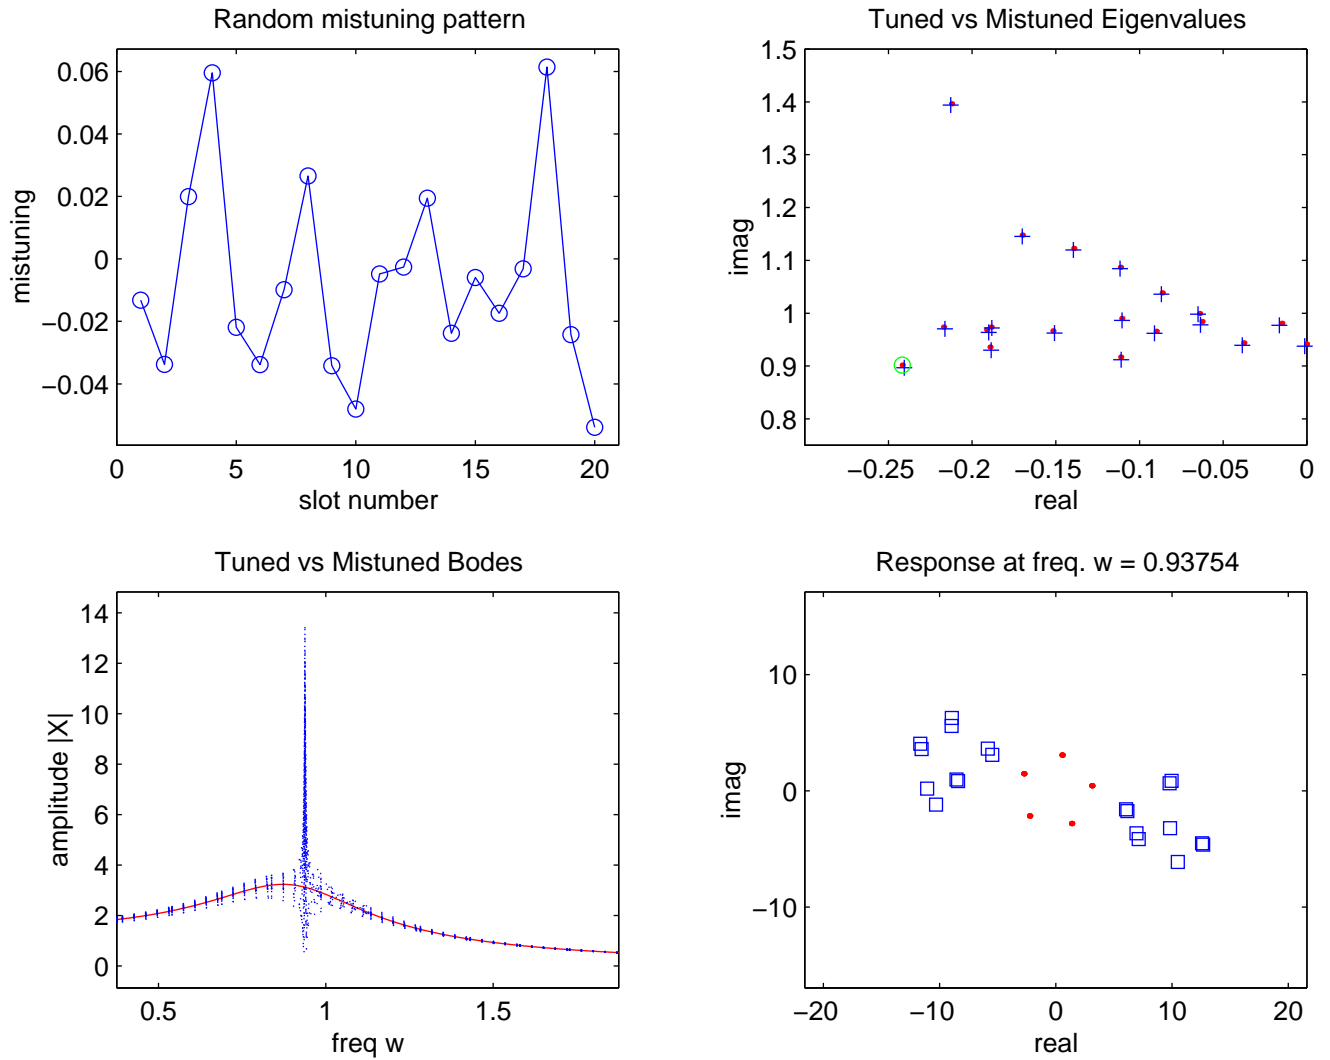 Random mistuning pattern
0.06
0.04
0.02
0
−0.02
−0.04
mistuning
0 5 10 15 20
slot number
Tuned vs Mistuned Eigenvalues
1.5
1.4
1.3
1.2
1.1
1
0.9
0.8
imag
−0.25 −0.2 −0.15 −0.1 −0.05 0
real
Tuned vs Mistuned Bodes
14
12
10
8
6
4
2
0
amplitude |X|
0.5 1 1.5
freq w
Response at freq. w = 0.93754
10
0
−10
imag
−20 −10 0 10 20
real